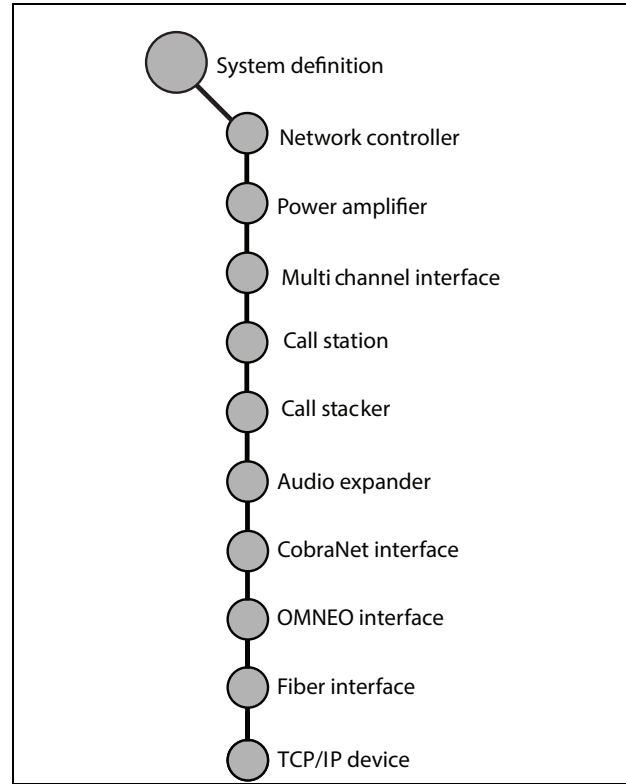 System definition
Network controller
Power amplifier
Multi channel interface
Call station
Call stacker
Audio expander
CobraNet interface
OMNEO interface
Fiber interface
TCP/IP device